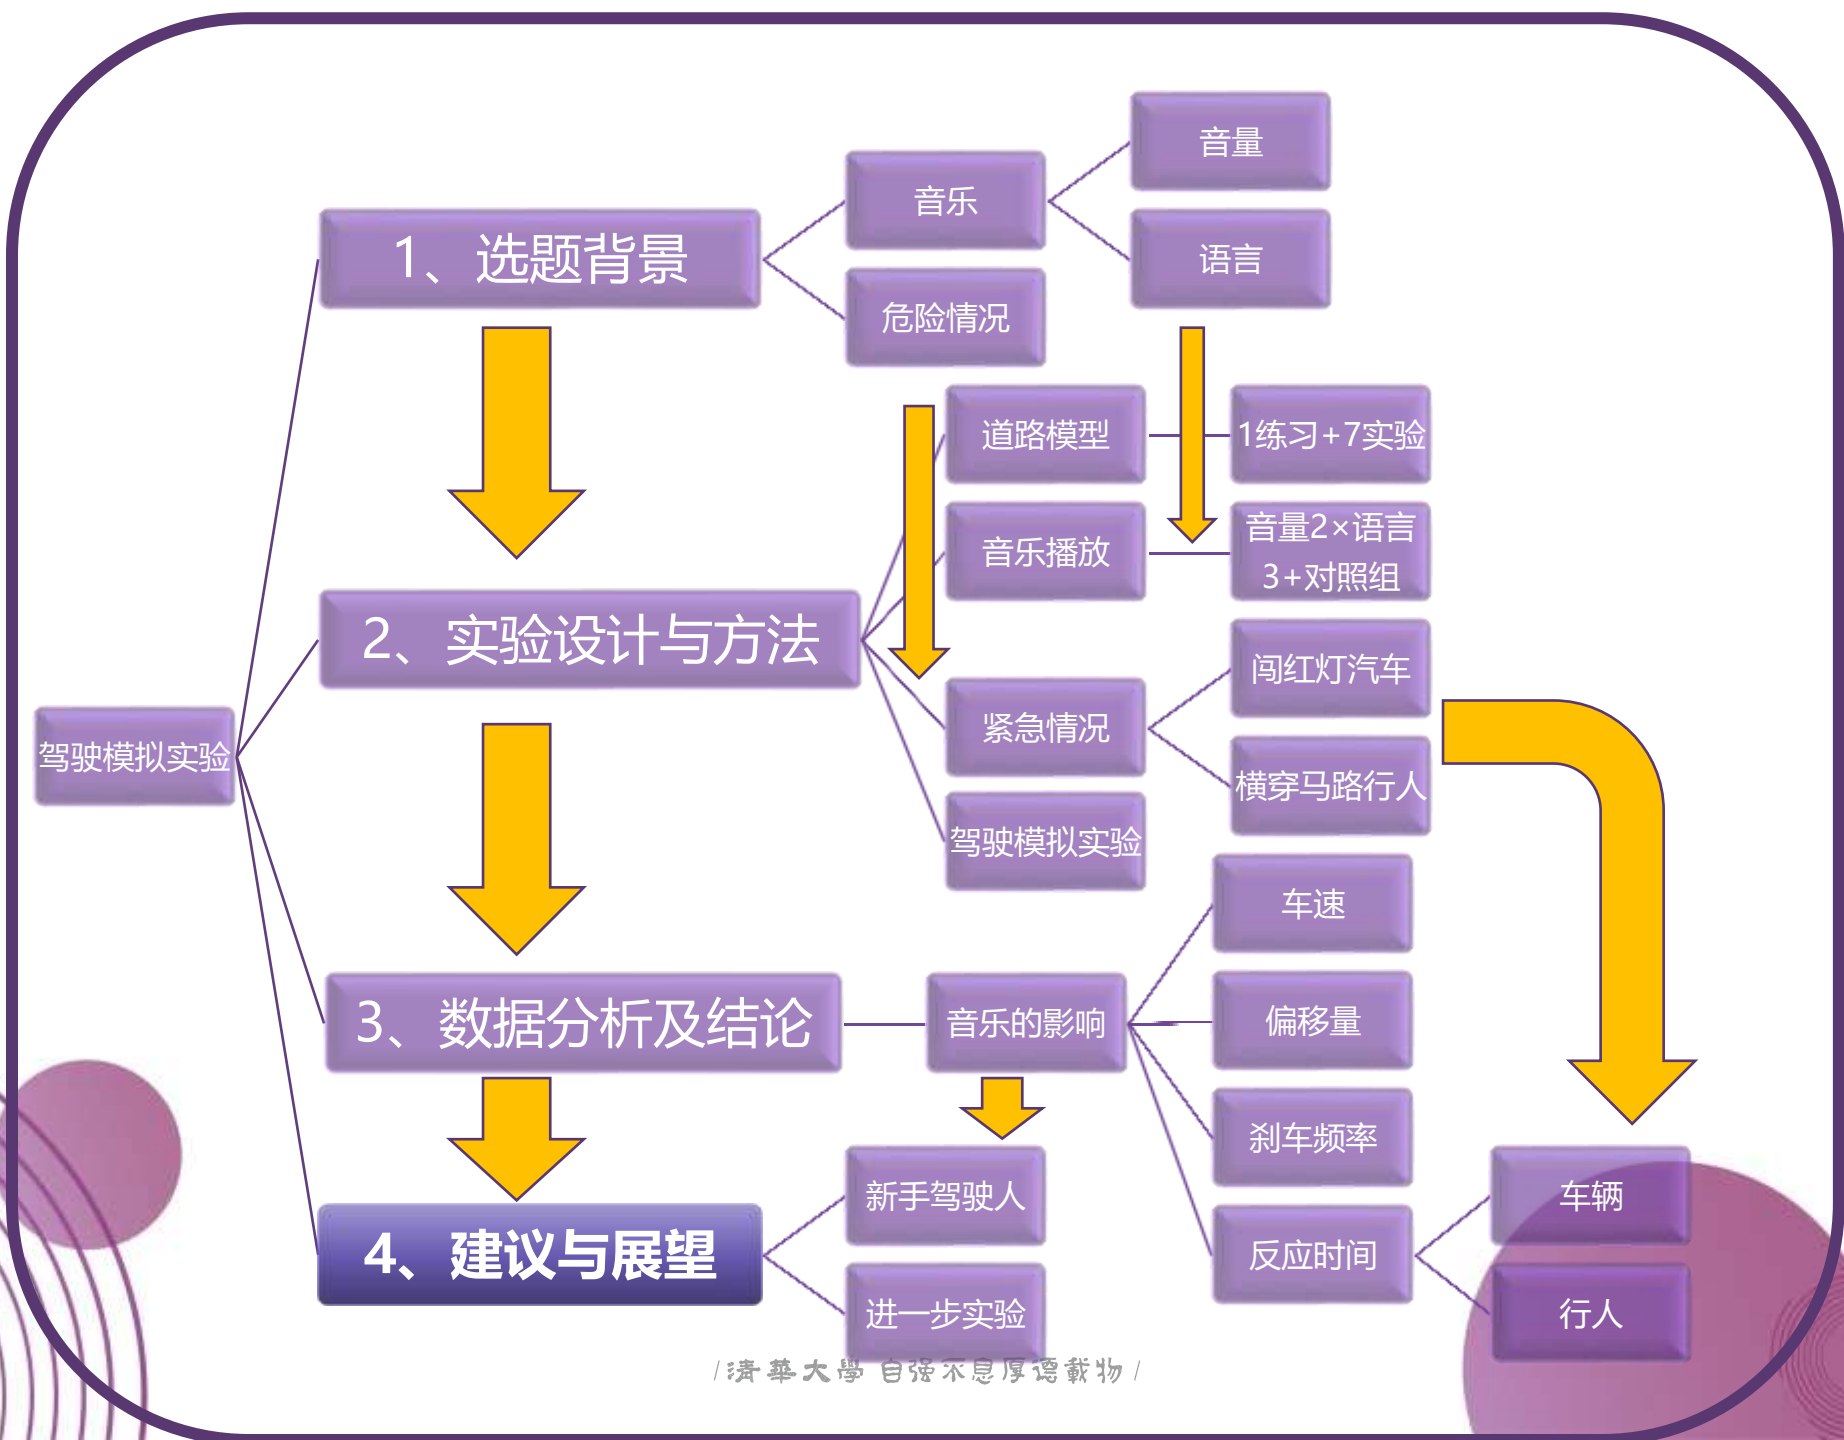 驾驶模拟实验
1、选题背景
音乐
音量
语言
危险情况
2、实验设计与方法
道路模型
1练习+7实验
音乐播放
音量2×语言
3+对照组
紧急情况
闯红灯汽车
横穿马路行人
驾驶模拟实验
3、数据分析及结论
音乐的影响
车速
偏移量
刹车频率
反应时间
车辆
行人
4、建议与展望
新手驾驶人
进一步实验
/清華大學 自强不息厚德載物/